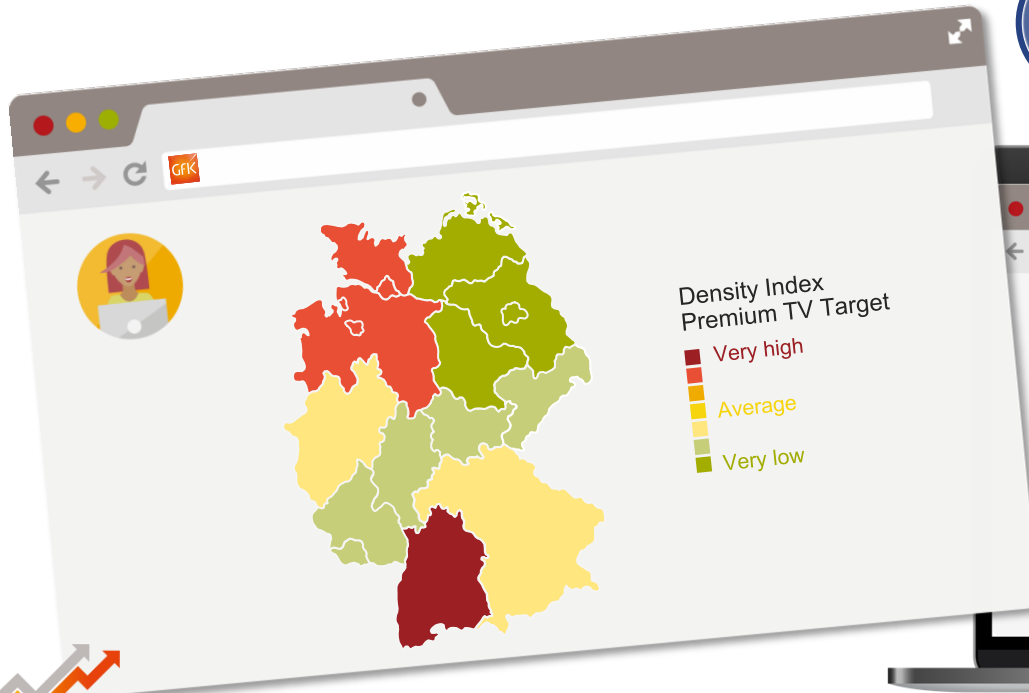 GfK
Density Index
Premium TV Target
Very high
Average
Very low